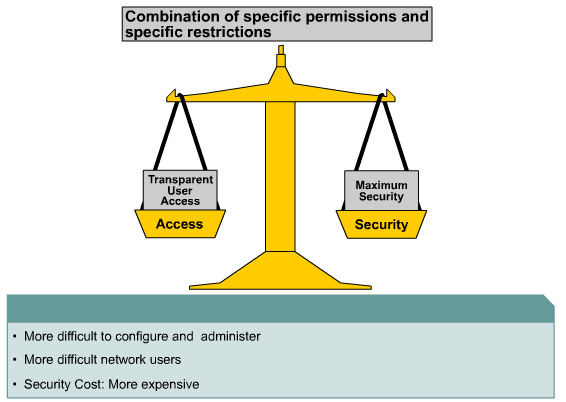 Combination of specific permissions and
specific restrictions
Transparent
User
Access
Access
Maximum
Security
Security
• More difficult to configure and administer
• More difficult network users
• Security Cost: More expensive